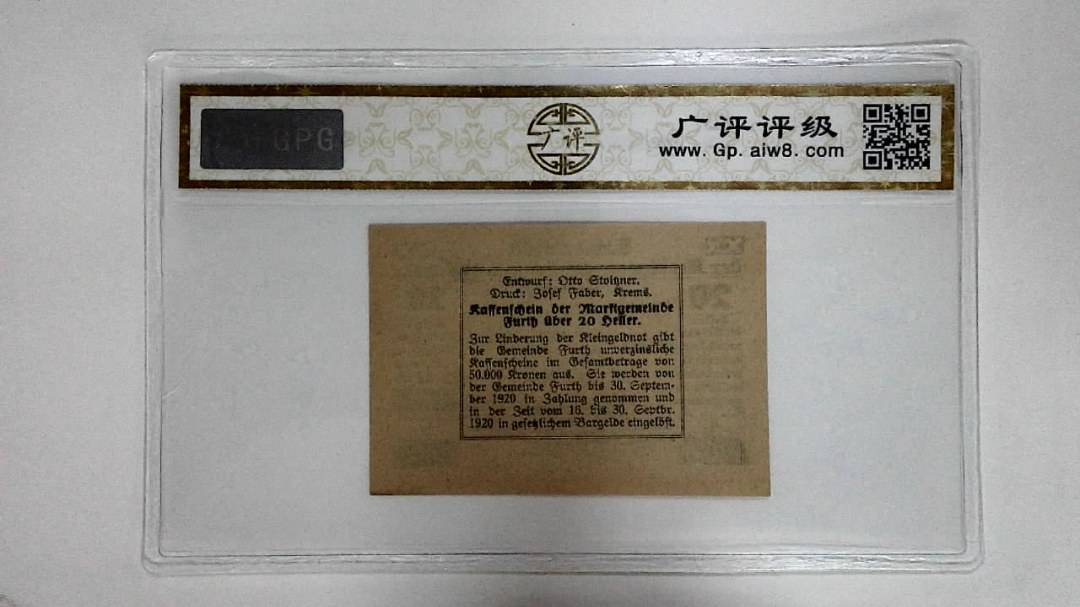 GPG
广评
广评评级
www.Gp.aiw8.com
Entwurf: Otto Stoitzner.
Druck: Josef Faber, Krems.
Kassenschein der Marktgemeinde
Furth über 20 Heller.
Zur Linderung der Kleingeldnot gibt
die Gemeinde Furth unverzinsliche
Kassenscheine im Gesamtbetrage von
50.000 Kronen aus. Sie werden von
der Gemeinde Furth bis 30. Septem-
ber 1920 in Zahlung genommen und
in der Zeit vom 16. bis 30. Septbr.
1920 in gesetzlichem Bargelde eingelöst.
20